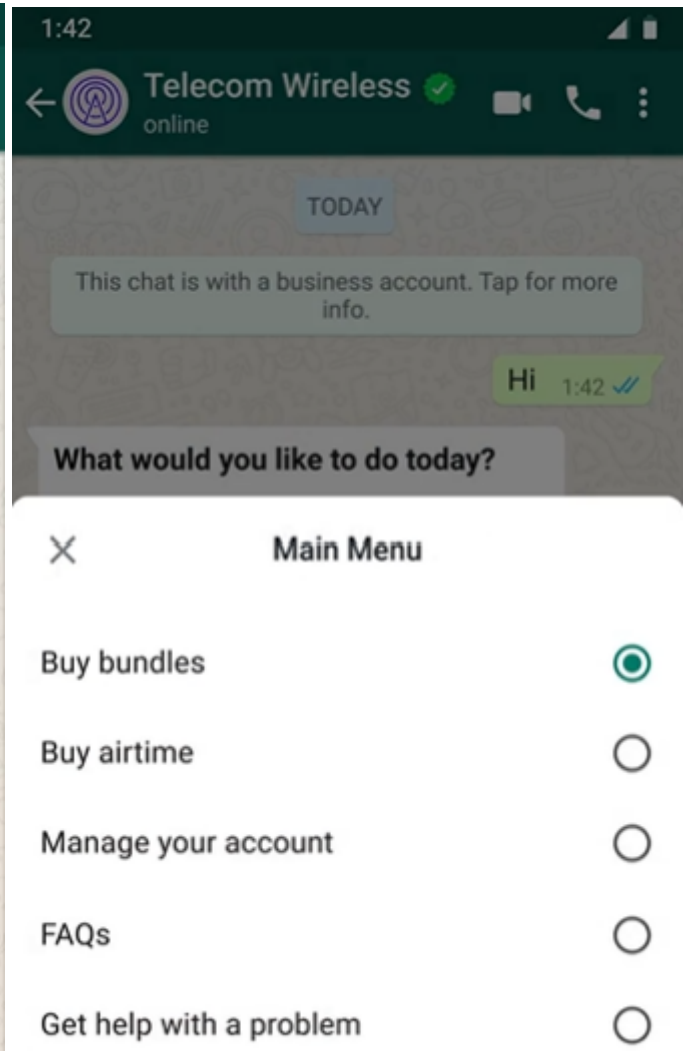 1:42
Telecom Wireless
online
TODAY
This chat is with a business account. Tap for more
info.
Hi 1:42
What would you like to do today?
Main Menu
Buy bundles
Buy airtime
Manage your account
FAQs
Get help with a problem